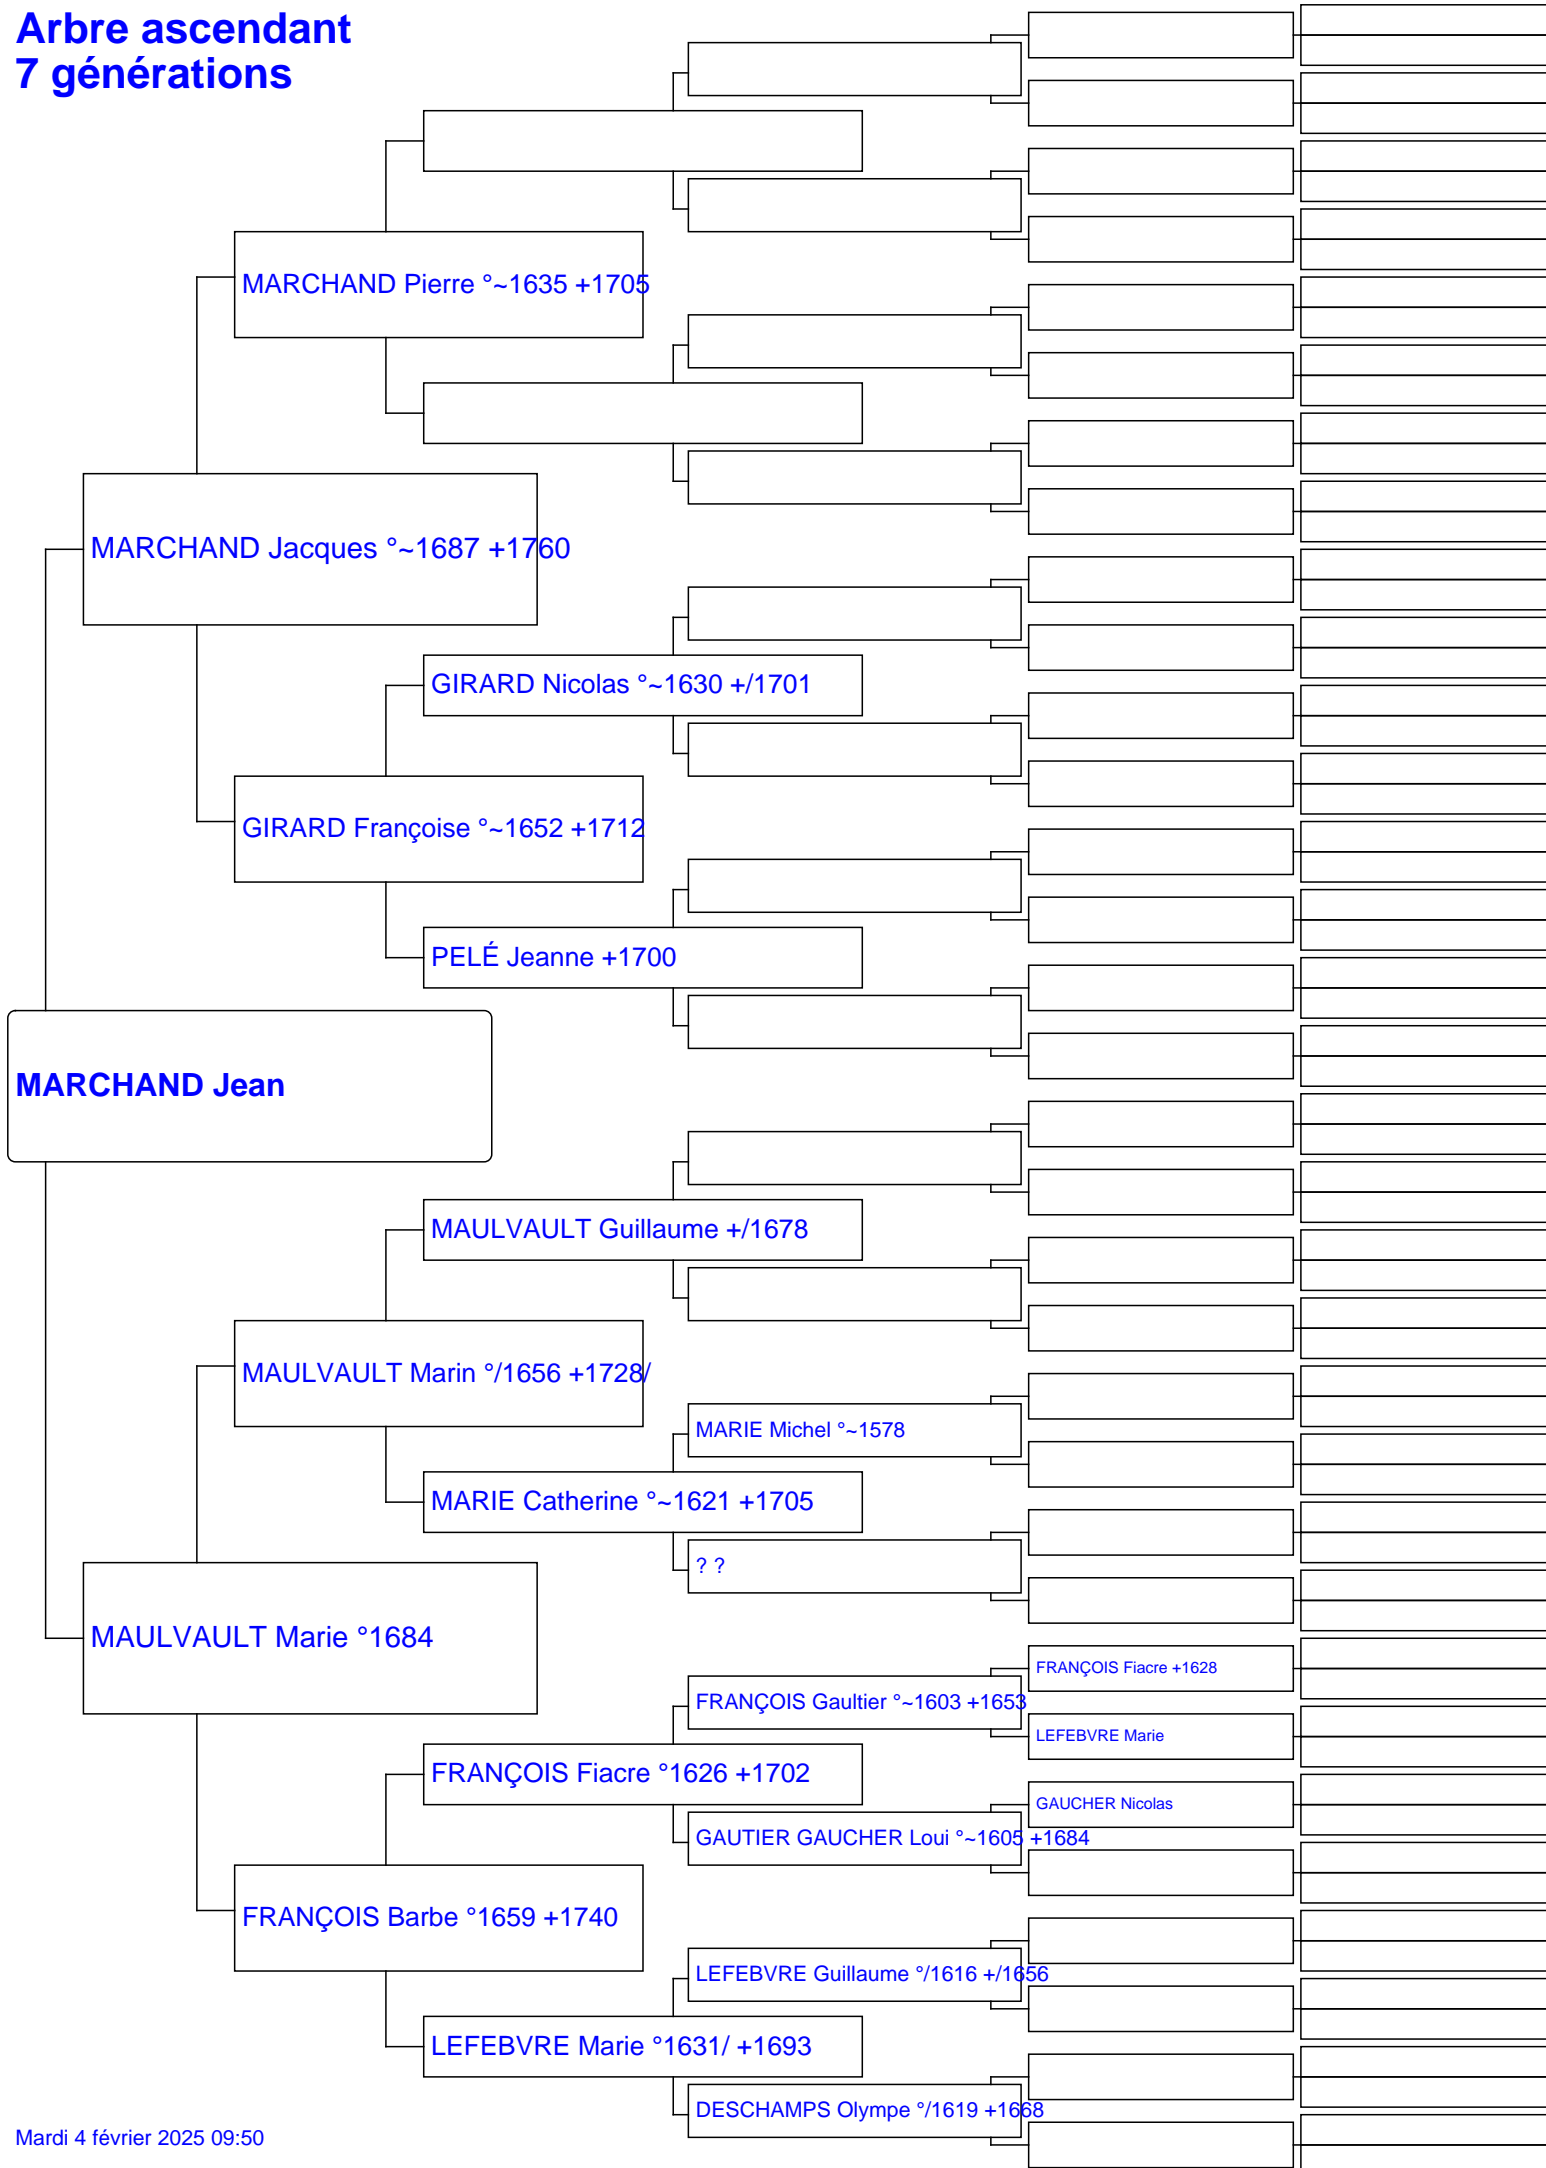 Arbre ascendant
7 générations
MARCHAND Pierre °~1635 +1705
MARCHAND Jacques °~1687 +1760
GIRARD Nicolas °~1630 +/1701
GIRARD Françoise °~1652 +1712
PELÉ Jeanne +1700
MARCHAND Jean
MAULVAULT Guillaume +/1678
MAULVAULT Marin °/1656 +1728/
MARIE Michel °~1578
MARIE Catherine °~1621 +1705
? ?
MAULVAULT Marie °1684
FRANÇOIS Fiacre +1628
FRANÇOIS Gaultier °~1603 +1653
LEFEBVRE Marie
FRANÇOIS Fiacre °1626 +1702
GAUCHER Nicolas
GAUTIER GAUCHER Loui °~1605 +1684
FRANÇOIS Barbe °1659 +1740
LEFEBVRE Guillaume °/1616 +/1656
LEFEBVRE Marie °1631/ +1693
DESCHAMPS Olympe °/1619 +1668
Mardi 4 février 2025 09:50